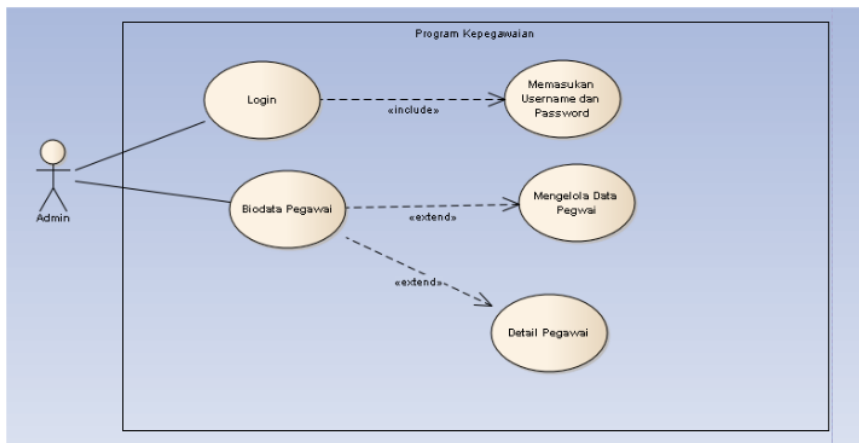 Program Kepegawaian
Login
«include»
Memasukan
Username dan
Password
Admin
Biodata Pegawai
«extend»
Mengelola Data
Pegwai
«extend»
Detail Pegawai